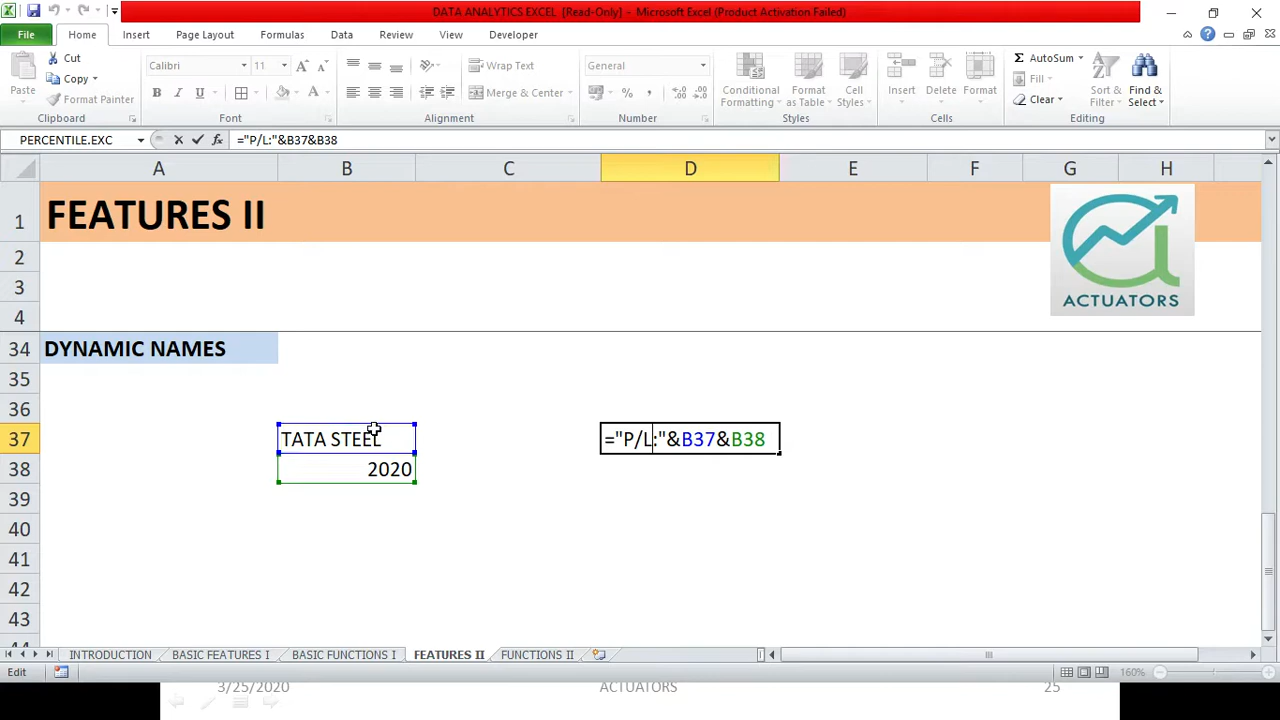 DATA ANALYTICS EXCEL [Read-Only] - Microsoft Excel (Product Activation Failed)
File Home Insert Page Layout Formulas Data Review View Developer
Paste Cut Copy Format Painter Clipboard
Calibri 11 B I U A Font
Wrap Text Merge & Center Alignment
General % , Number
Conditional Formatting Format as Table Cell Styles Styles
Insert Delete Format Cells
Σ AutoSum Fill Clear Sort & Filter Find & Select Editing
PERCENTILE.EXC fx ="P/L:"&B37&B38
A B C D E F G H
1 FEATURES II
ACTUATORS
2
3
4
34 DYNAMIC NAMES
35
36
37 TATA STEEL ="P/L:"&B37&B38
38 2020
39
40
41
42
43
44
INTRODUCTION BASIC FEATURES I BASIC FUNCTIONS I FEATURES II FUNCTIONS II
Edit 160%
3/25/2020 ACTUATORS 25